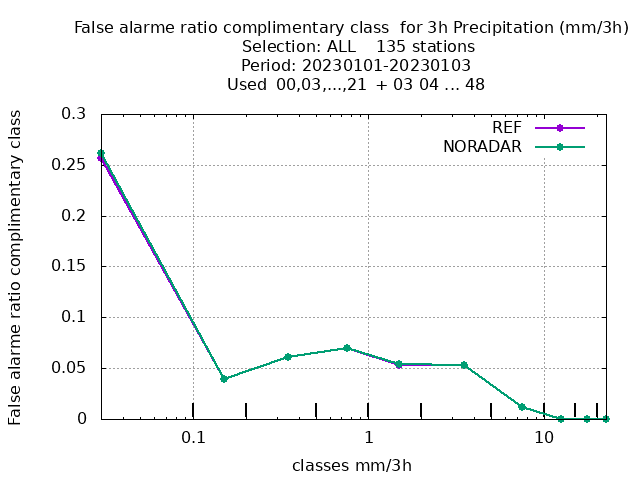 False alarme ratio complimentary class  for 3h Precipitation (mm/3h)
Selection: ALL    135 stations
Period: 20230101-20230103
Used  00,03,...,21  + 03 04 ... 48
False alarme ratio complimentary class
0.3
0.25
0.2
0.15
0.1
0.05
0
REF
NORADAR
0.1
1
10
classes mm/3h